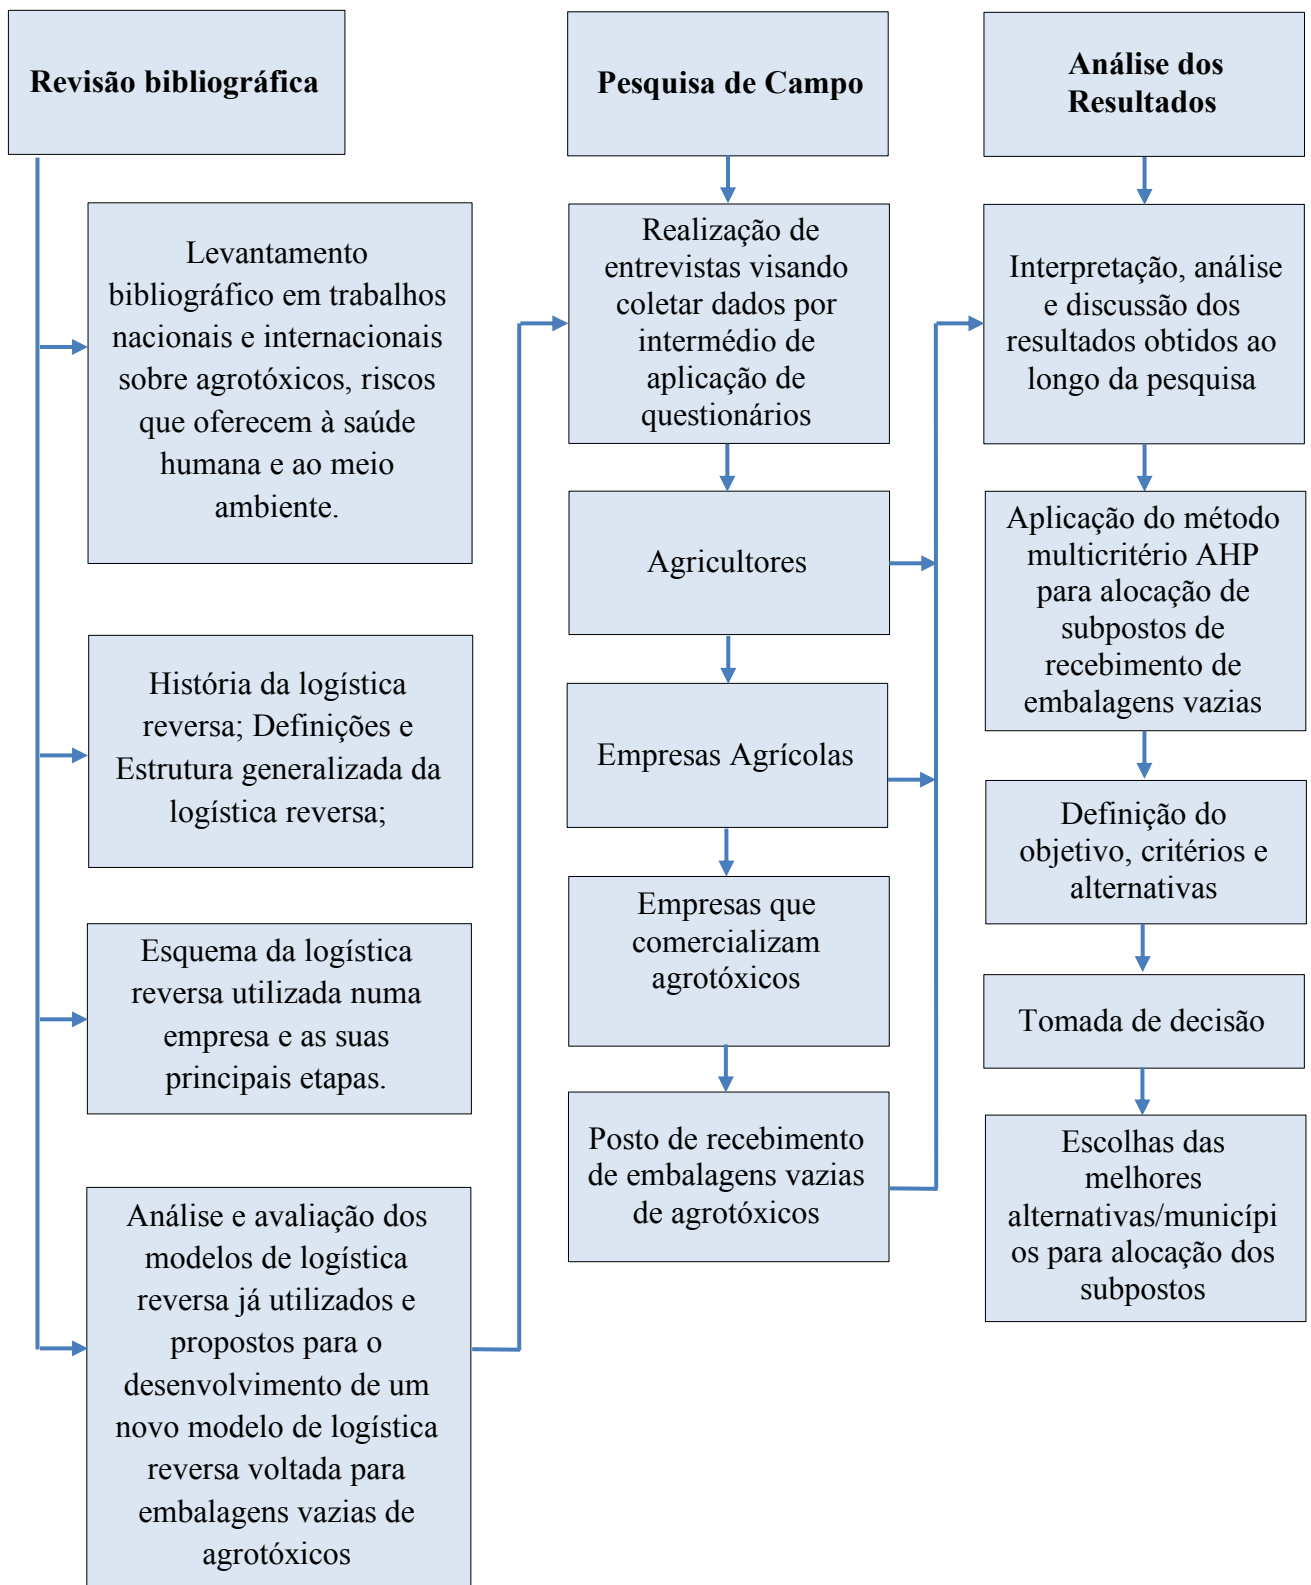 Revisão bibliográfica
Levantamento
bibliográfico em trabalhos
nacionais e internacionais
sobre agrotóxicos, riscos
que oferecem à saúde
humana e ao meio
ambiente.
História da logística
reversa; Definições e
Estrutura generalizada da
logística reversa;
Esquema da logística
reversa utilizada numa
empresa e as suas
principais etapas.
Análise e avaliação dos
modelos de logística
reversa já utilizados e
propostos para o
desenvolvimento de um
novo modelo de logística
reversa voltada para
embalagens vazias de
agrotóxicos
Pesquisa de Campo
Realização de
entrevistas visando
coletar dados por
intermédio de
aplicação de
questionários
Agricultores
Empresas Agrícolas
Empresas que
comercializam
agrotóxicos
Posto de recebimento
de embalagens vazias
de agrotóxicos
Análise dos
Resultados
Interpretação, análise
e discussão dos
resultados obtidos ao
longo da pesquisa
Aplicação do método
multicritério AHP
para alocação de
subpostos de
recebimento de
embalagens vazias
Definição do
objetivo, critérios e
alternativas
Tomada de decisão
Escolhas das
melhores
alternativas/municípi
os para alocação dos
subpostos